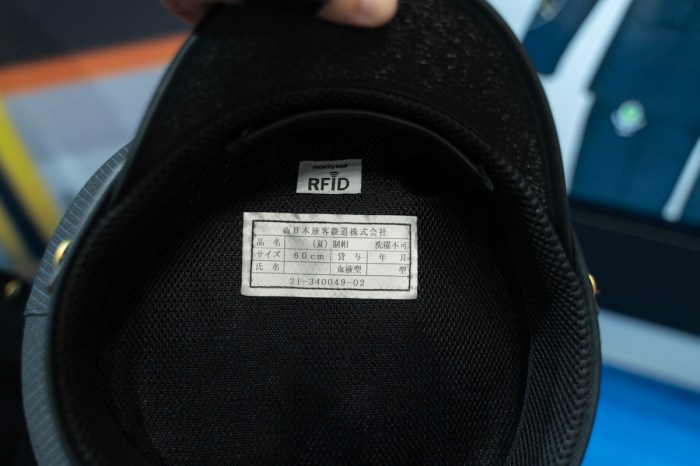 security
RFID
西日本旅客鉄道株式会社
品名 (夏) 制帽 洗濯不可
サイズ 60cm 貸与 年 月
氏名 血液型 型
21-340049-02